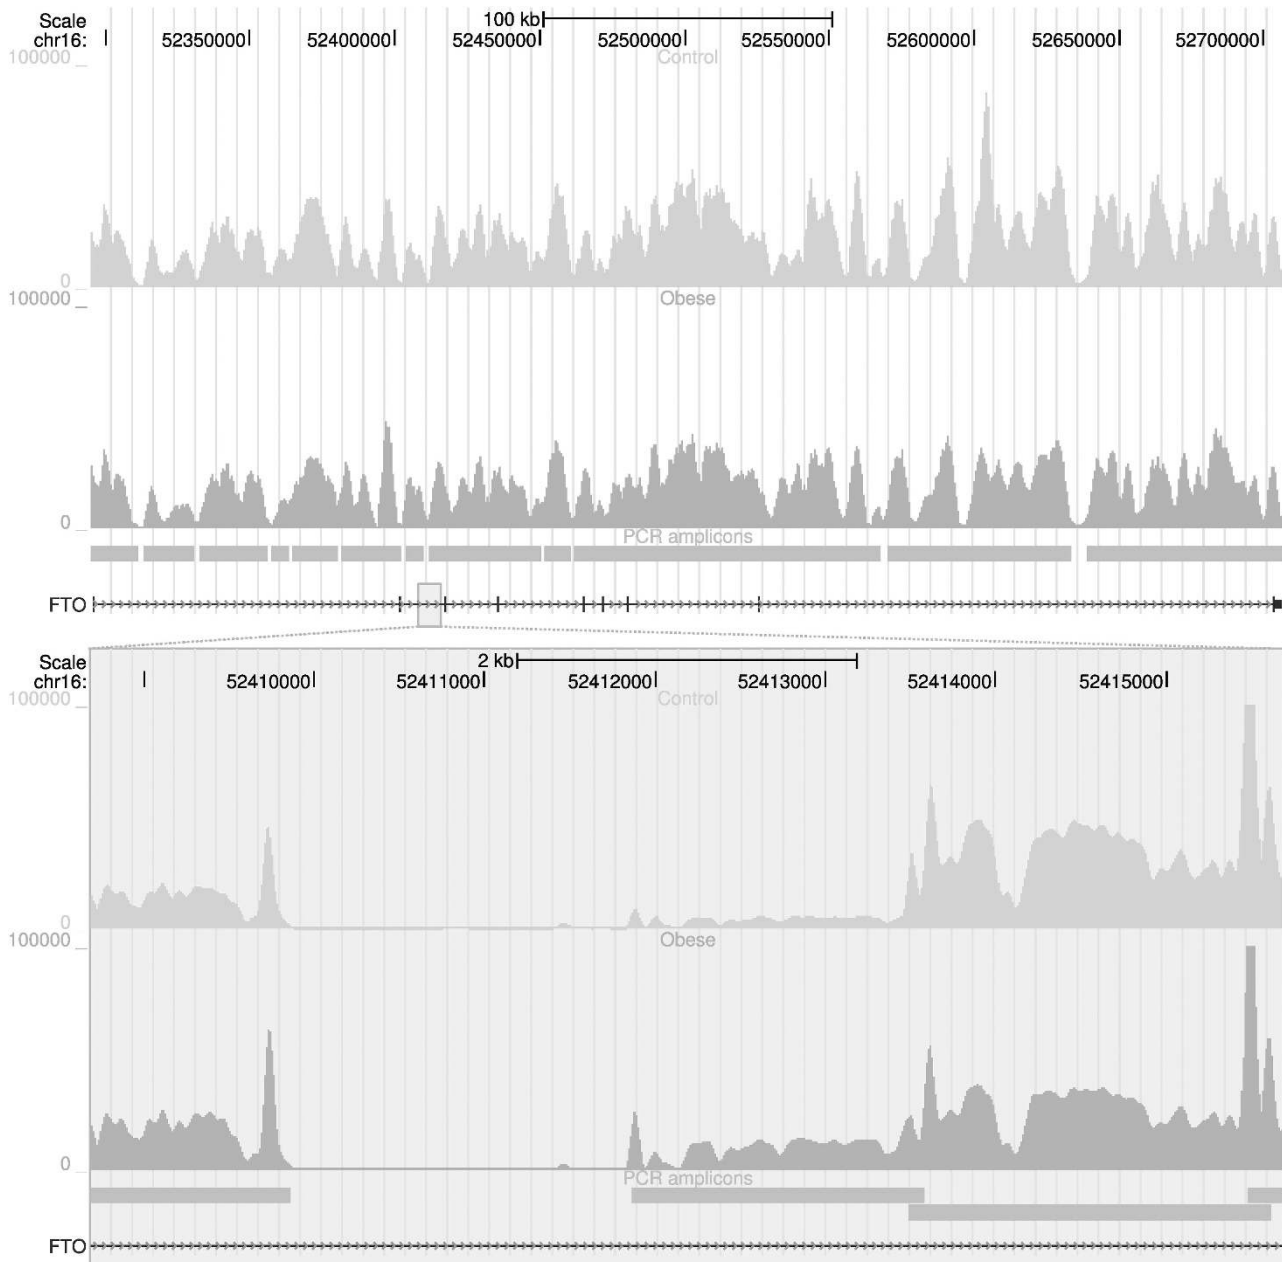 Scale 100 kb
chr16: 52350000 52400000 52450000 52500000 52550000 52600000 52650000 52700000
100000 Control
0
100000 Obese
0
PCR amplicons
FTO
Scale 2 kb
chr16: 52410000 52411000 52412000 52413000 52414000 52415000
100000 Control
0
100000 Obese
0
PCR amplicons
FTO